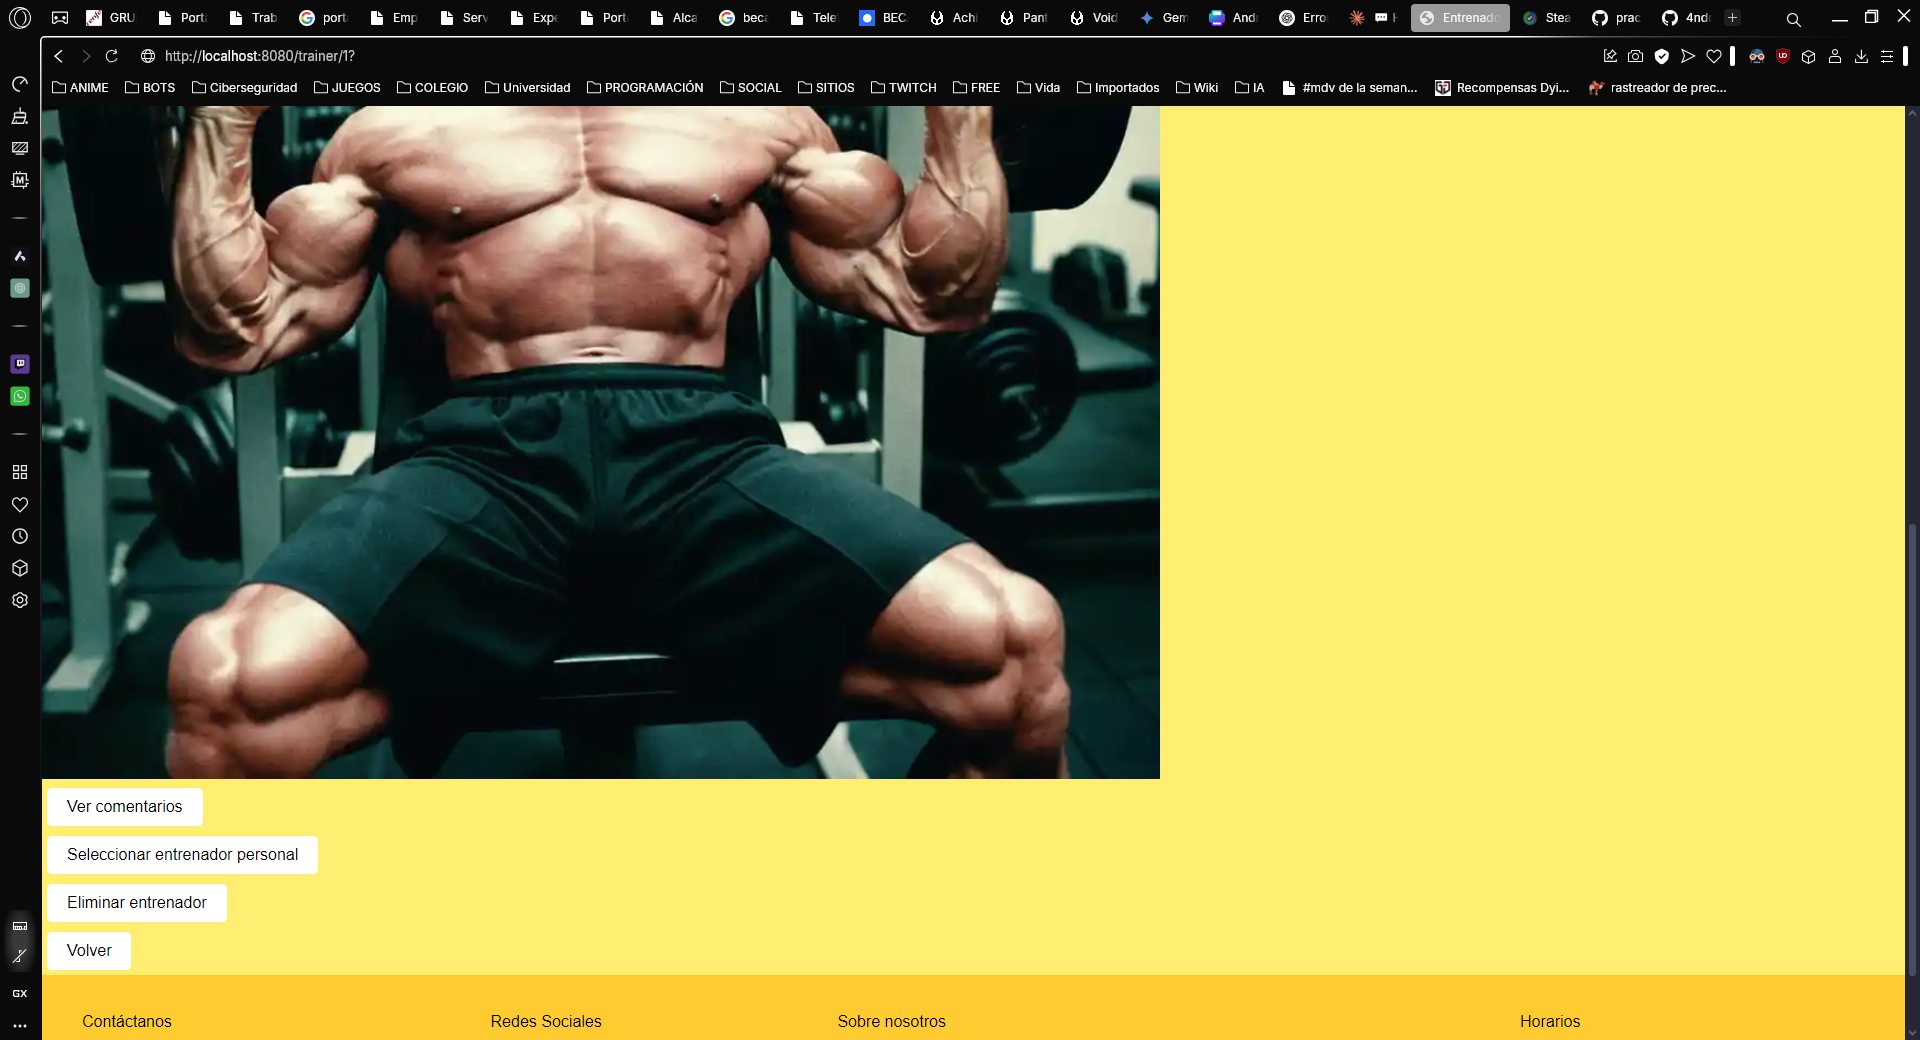 GRU
Port
Trab
port
Emp
Serv
Expe
Port
Alca
beca
Tele
BEC
Achi
Pant
Void
Gem
Andr
Erro
Entrenado
Stea
prac
4ndr
http://localhost:8080/trainer/1?
ANIME
BOTS
Ciberseguridad
JUEGOS
COLEGIO
Universidad
PROGRAMACIÓN
SOCIAL
SITIOS
TWITCH
FREE
Vida
Importados
Wiki
IA
#mdv de la seman...
Recompensas Dyi...
rastreador de prec...
Ver comentarios
Seleccionar entrenador personal
Eliminar entrenador
Volver
GX
Contáctanos
Redes Sociales
Sobre nosotros
Horarios